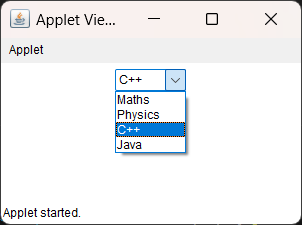 Applet Vie...
Applet
C++
Maths
Physics
C++
Java
Applet started.